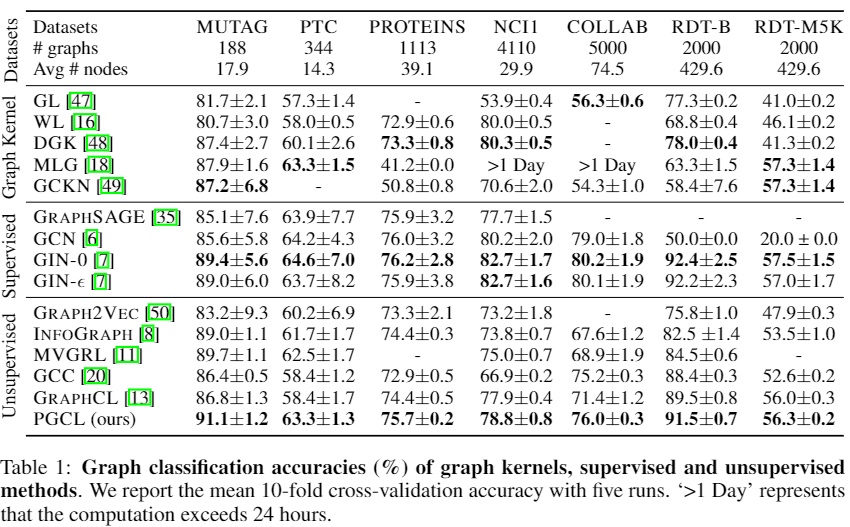 Datasets MUTAG PTC PROTEINS NCI1 COLLAB RDT-B RDT-M5K
# graphs 188 344 1113 4110 5000 2000 2000
Avg # nodes 17.9 14.3 39.1 29.9 74.5 429.6 429.6
Datasets
GL [47] 81.7±2.1 57.3±1.4 - 53.9±0.4 56.3±0.6 77.3±0.2 41.0±0.2
WL [16] 80.7±3.0 58.0±0.5 72.9±0.6 80.0±0.5 - 68.8±0.4 46.1±0.2
DGK [48] 87.4±2.7 60.1±2.6 73.3±0.8 80.3±0.5 - 78.0±0.4 41.3±0.2
MLG [18] 87.9±1.6 63.3±1.5 41.2±0.0 >1 Day >1 Day 63.3±1.5 57.3±1.4
GCKN [49] 87.2±6.8 - 50.8±0.8 70.6±2.0 54.3±1.0 58.4±7.6 57.3±1.4
Graph Kernel
GRAPHSAGE [35] 85.1±7.6 63.9±7.7 75.9±3.2 77.7±1.5 - - -
GCN [6] 85.6±5.8 64.2±4.3 76.0±3.2 80.2±2.0 79.0±1.8 50.0±0.0 20.0 ± 0.0
GIN-0 [7] 89.4±5.6 64.6±7.0 76.2±2.8 82.7±1.7 80.2±1.9 92.4±2.5 57.5±1.5
GIN-ϵ [7] 89.0±6.0 63.7±8.2 75.9±3.8 82.7±1.6 80.1±1.9 92.2±2.3 57.0±1.7
Supervised
GRAPH2VEC [50] 83.2±9.3 60.2±6.9 73.3±2.1 73.2±1.8 - 75.8±1.0 47.9±0.3
INFOGRAPH [8] 89.0±1.1 61.7±1.7 74.4±0.3 73.8±0.7 67.6±1.2 82.5 ±1.4 53.5±1.0
MVGRL [11] 89.7±1.1 62.5±1.7 - 75.0±0.7 68.9±1.9 84.5±0.6 -
GCC [20] 86.4±0.5 58.4±1.2 72.9±0.5 66.9±0.2 75.2±0.3 88.4±0.3 52.6±0.2
GRAPHCL [13] 86.8±1.3 58.4±1.7 74.4±0.5 77.9±0.4 71.4±1.2 89.5±0.8 56.0±0.3
PGCL (ours) 91.1±1.2 63.3±1.3 75.7±0.2 78.8±0.8 76.0±0.3 91.5±0.7 56.3±0.2
Unsupervised
Table 1: Graph classification accuracies (%) of graph kernels, supervised and unsupervised
methods. We report the mean 10-fold cross-validation accuracy with five runs. ‘>1 Day’ represents
that the computation exceeds 24 hours.